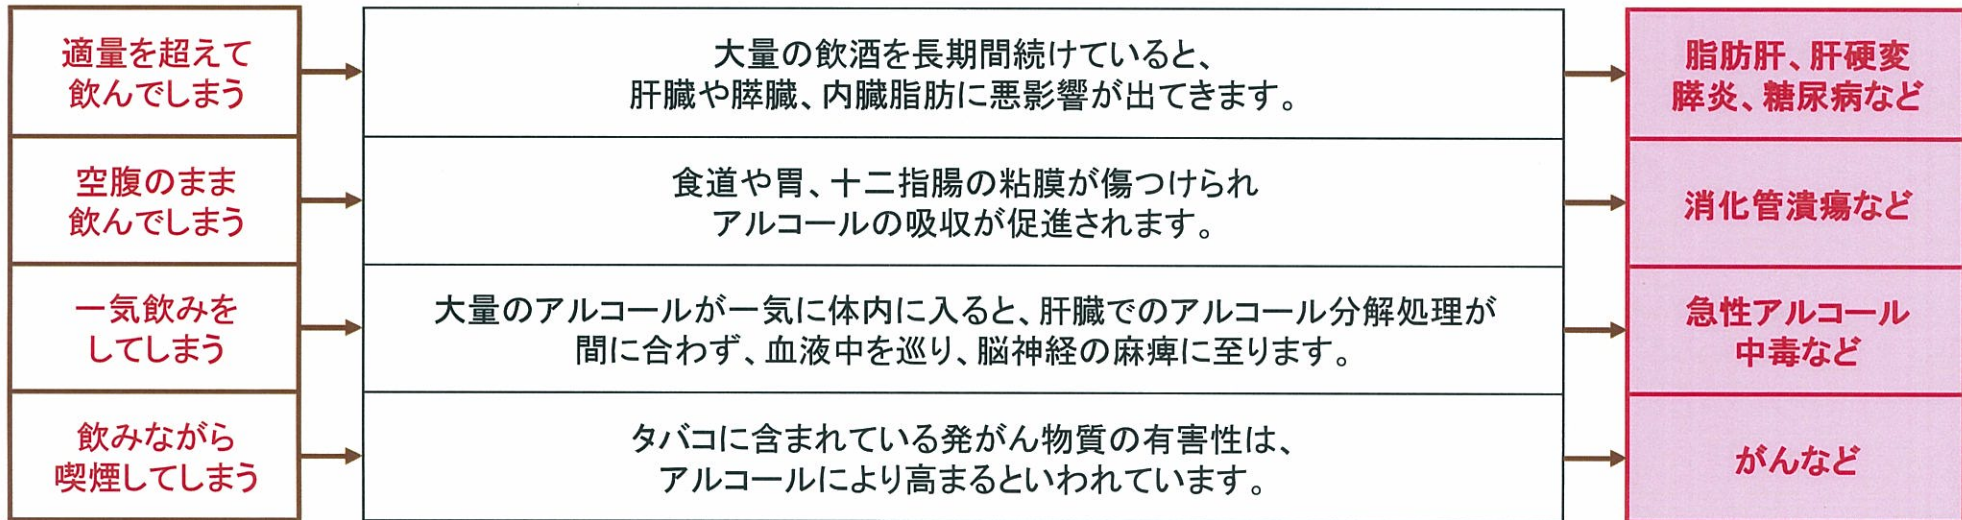 適量を超えて
飲んでしまう
大量の飲酒を長期間続けていると、
肝臓や膵臓、内臓脂肪に悪影響が出てきます。
脂肪肝、肝硬変
膵炎、糖尿病など
空腹のまま
飲んでしまう
食道や胃、十二指腸の粘膜が傷つけられ
アルコールの吸収が促進されます。
消化管潰瘍など
一気飲みを
してしまう
大量のアルコールが一気に体内に入ると、肝臓でのアルコール分解処理が
間に合わず、血液中を巡り、脳神経の麻痺に至ります。
急性アルコール
中毒など
飲みながら
喫煙してしまう
タバコに含まれている発がん物質の有害性は、
アルコールにより高まるといわれています。
がんなど